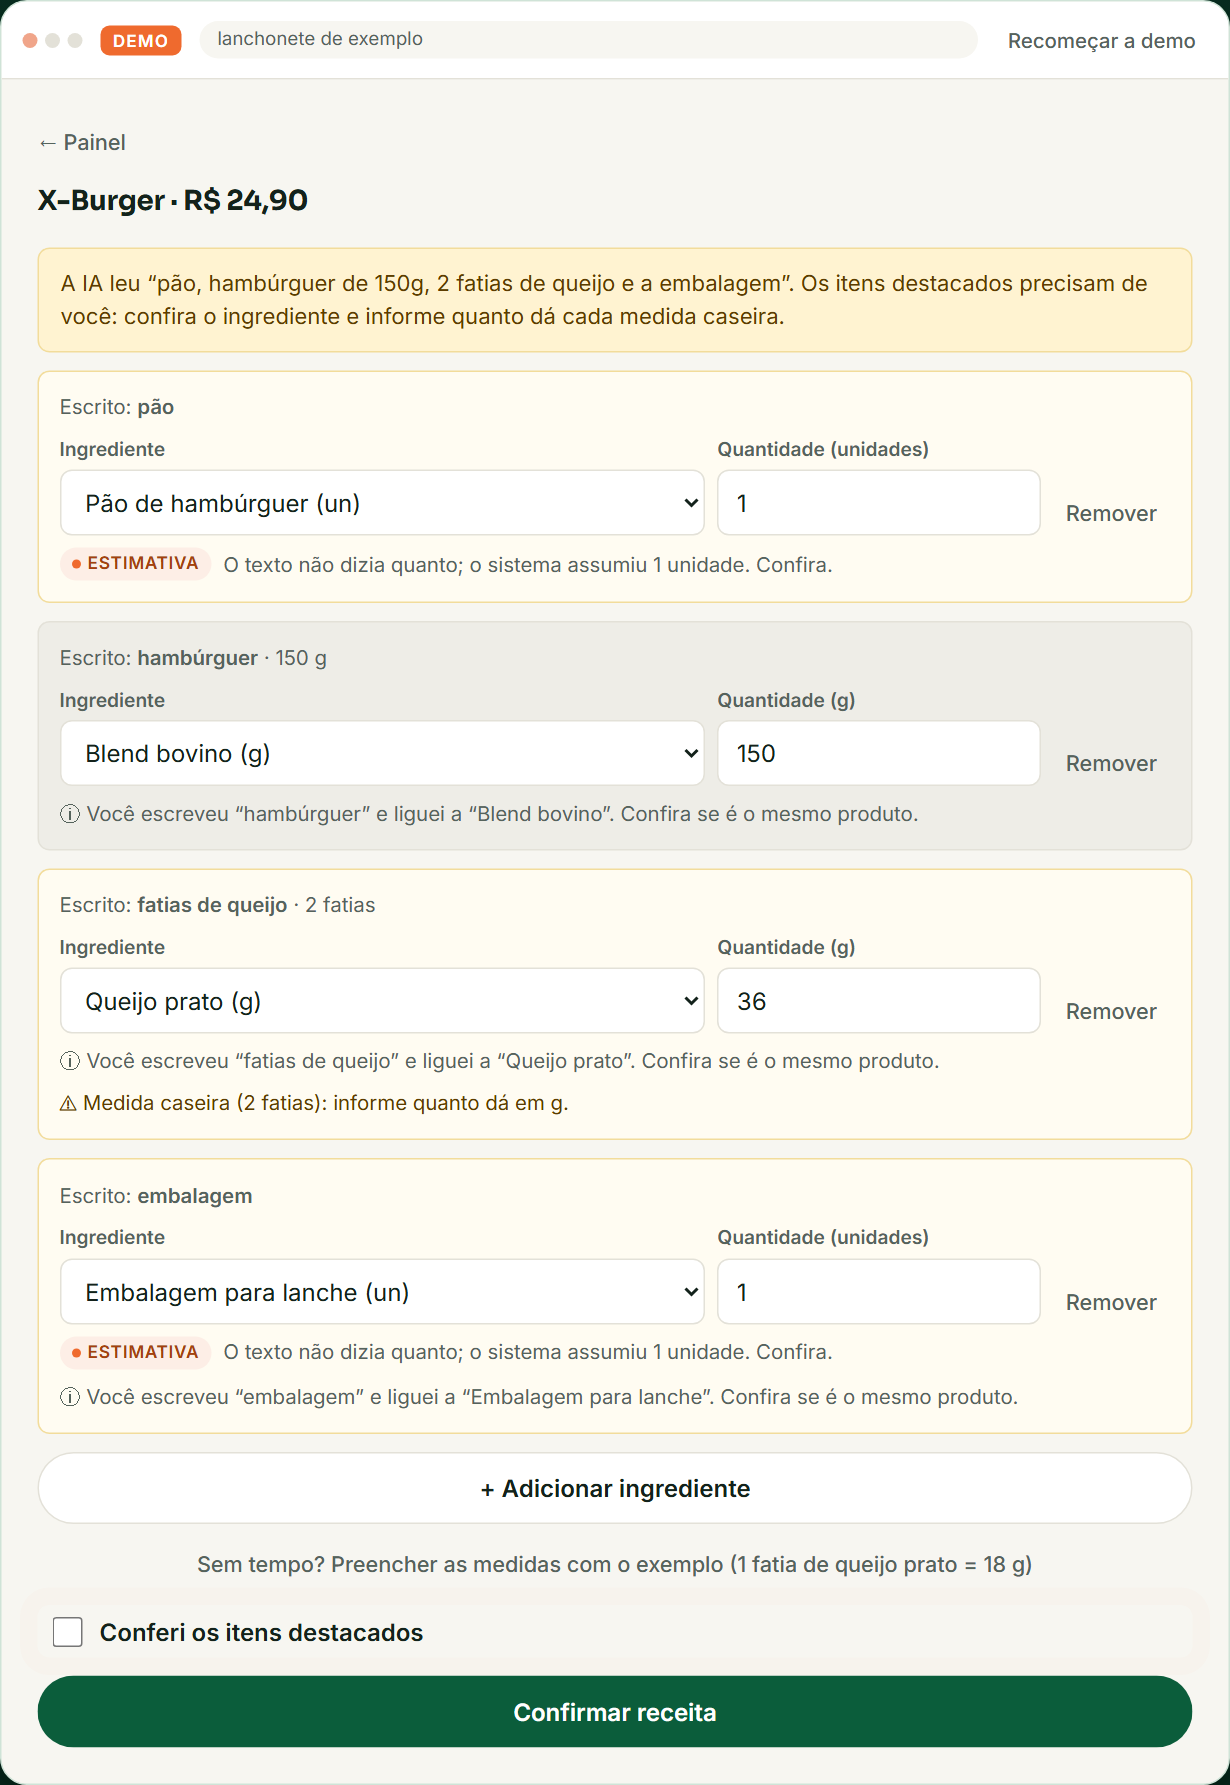 DEMO
lanchonete de exemplo
Recomeçar a demo
← Painel
X-Burger · R$ 24,90
A IA leu “pão, hambúrguer de 150g, 2 fatias de queijo e a embalagem”. Os itens destacados precisam de
você: confira o ingrediente e informe quanto dá cada medida caseira.
Escrito: pão
Ingrediente
Quantidade (unidades)
Pão de hambúrguer (un)
1
Remover
ESTIMATIVA
O texto não dizia quanto; o sistema assumiu 1 unidade. Confira.
Escrito: hambúrguer · 150 g
Ingrediente
Quantidade (g)
Blend bovino (g)
150
Remover
ⓘ Você escreveu “hambúrguer” e liguei a “Blend bovino”. Confira se é o mesmo produto.
Escrito: fatias de queijo · 2 fatias
Ingrediente
Quantidade (g)
Queijo prato (g)
36
Remover
ⓘ Você escreveu “fatias de queijo” e liguei a “Queijo prato”. Confira se é o mesmo produto.
⚠ Medida caseira (2 fatias): informe quanto dá em g.
Escrito: embalagem
Ingrediente
Quantidade (unidades)
Embalagem para lanche (un)
1
Remover
ESTIMATIVA
O texto não dizia quanto; o sistema assumiu 1 unidade. Confira.
ⓘ Você escreveu “embalagem” e liguei a “Embalagem para lanche”. Confira se é o mesmo produto.
+ Adicionar ingrediente
Sem tempo? Preencher as medidas com o exemplo (1 fatia de queijo prato = 18 g)
Conferi os itens destacados
Confirmar receita